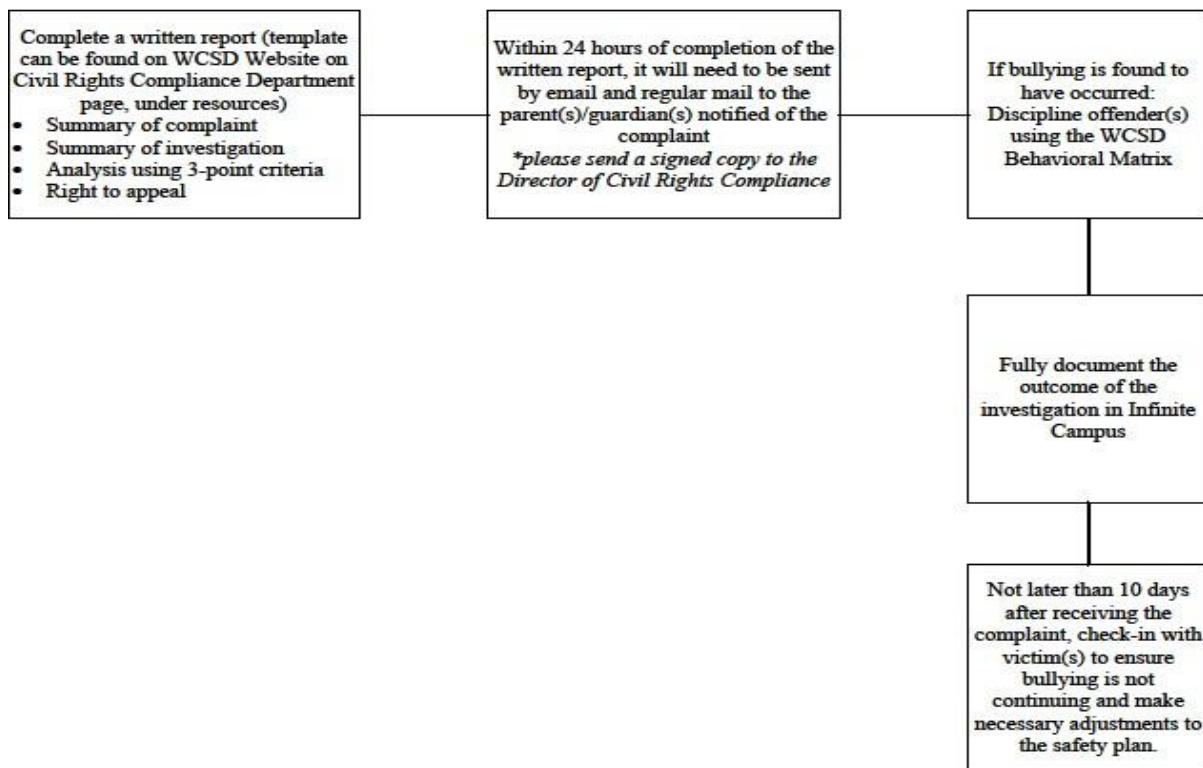 Complete a written report (template
can be found on WCSD Website on
Civil Rights Compliance Department
page, under resources)
• Summary of complaint
• Summary of investigation
• Analysis using 3-point criteria
• Right to appeal
Within 24 hours of completion of the
written report, it will need to be sent
by email and regular mail to the
parent(s)/guardian(s) notified of the
complaint
*please send a signed copy to the
Director of Civil Rights Compliance
If bullying is found to
have occurred:
Discipline offender(s)
using the WCSD
Behavioral Matrix
Fully document the
outcome of the
investigation in Infinite
Campus
Not later than 10 days
after receiving the
complaint, check-in with
victim(s) to ensure
bullying is not
continuing and make
necessary adjustments to
the safety plan.